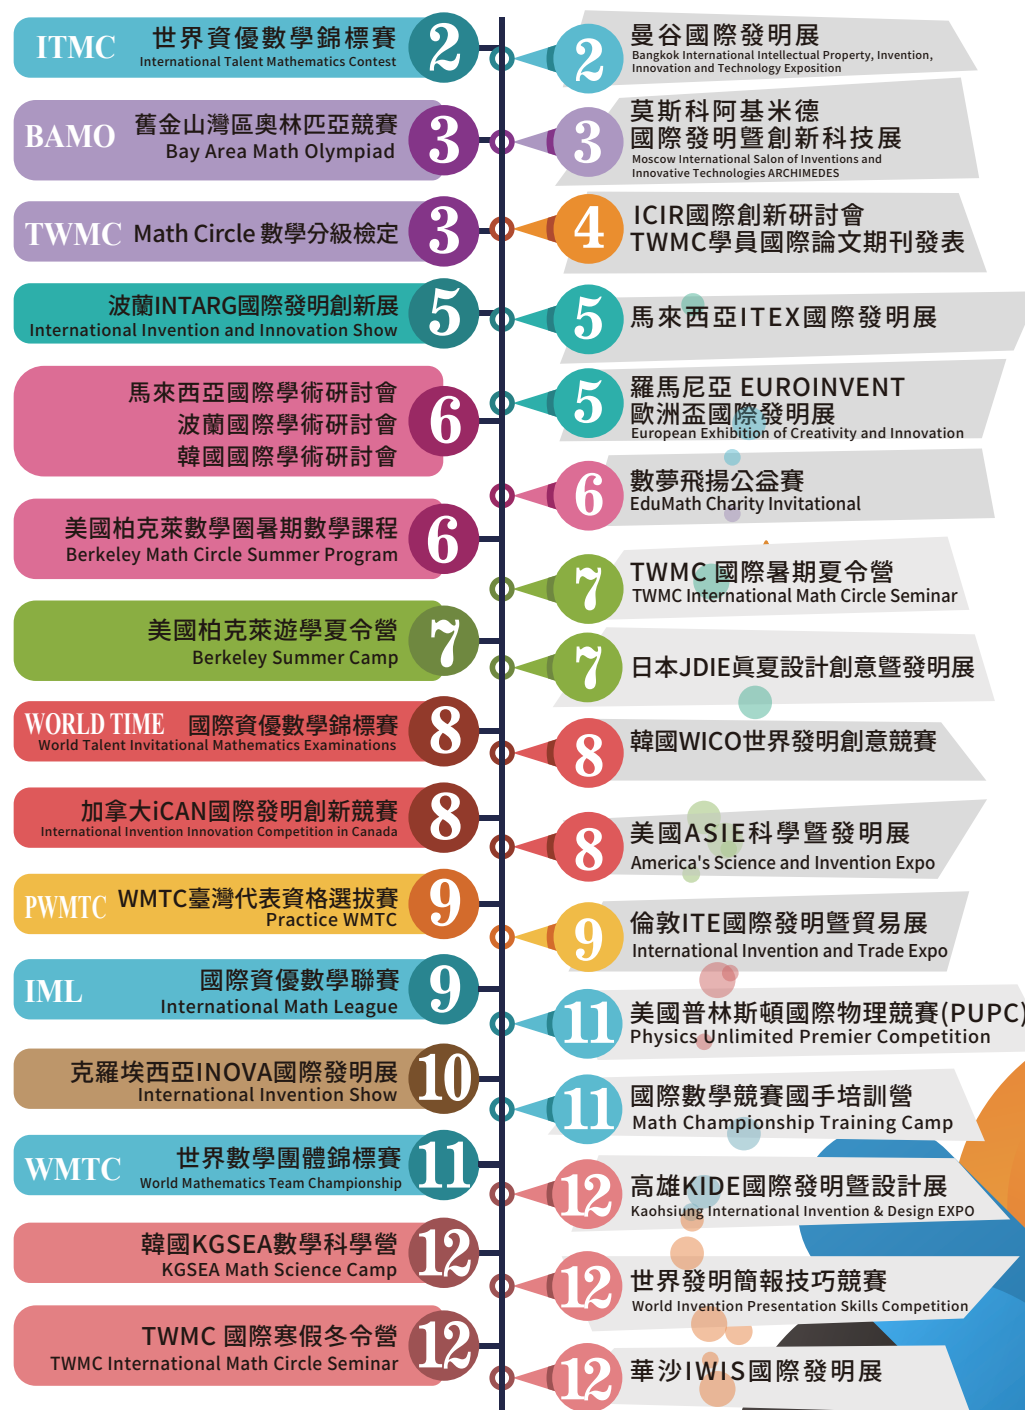 ITMC 世界資優數學錦標賽 2
International Talent Mathematics Contest
BAMO 舊金山灣區奧林匹亞競賽 3
Bay Area Math Olympiad
TWMC Math Circle 數學分級檢定 3
波蘭INTARG國際發明創新展 5
International Invention and Innovation Show
馬來西亞國際學術研討會
波蘭國際學術研討會 6
韓國國際學術研討會
美國柏克萊數學圈暑期數學課程 6
Berkeley Math Circle Summer Program
美國柏克萊遊學夏令營 7
Berkeley Summer Camp
WORLD TIME 國際資優數學錦標賽 8
World Talent Invitational Mathematics Examinations
加拿大iCAN國際發明創新競賽 8
International Invention Innovation Competition in Canada
PWMTC WMTC臺灣代表資格選拔賽 9
Practice WMTC
IML 國際資優數學聯賽 9
International Math League
克羅埃西亞INOVA國際發明展 10
International Invention Show
WMTC 世界數學團體錦標賽 11
World Mathematics Team Championship
韓國KGSEA數學科學營 12
KGSEA Math Science Camp
TWMC 國際寒假冬令營 12
TWMC International Math Circle Seminar
2 曼谷國際發明展
Bangkok International Intellectual Property, Invention,
Innovation and Technology Exposition
3 莫斯科阿基米德
國際發明暨創新科技展
Moscow International Salon of Inventions and
Innovative Technologies ARCHIMEDES
4 ICIR國際創新研討會
TWMC學員國際論文期刊發表
5 馬來西亞ITEX國際發明展
5 羅馬尼亞 EUROINVENT
歐洲盃國際發明展
European Exhibition of Creativity and Innovation
6 數夢飛揚公益賽
EduMath Charity Invitational
7 TWMC 國際暑期夏令營
TWMC International Math Circle Seminar
7 日本JDIE真夏設計創意暨發明展
8 韓國WICO世界發明創意競賽
8 美國ASIE科學暨發明展
America's Science and Invention Expo
9 倫敦ITE國際發明暨貿易展
International Invention and Trade Expo
11 美國普林斯頓國際物理競賽(PUPC)
Physics Unlimited Premier Competition
11 國際數學競賽國手培訓營
Math Championship Training Camp
12 高雄KIDE國際發明暨設計展
Kaohsiung International Invention & Design EXPO
12 世界發明簡報技巧競賽
World Invention Presentation Skills Competition
12 華沙IWIS國際發明展